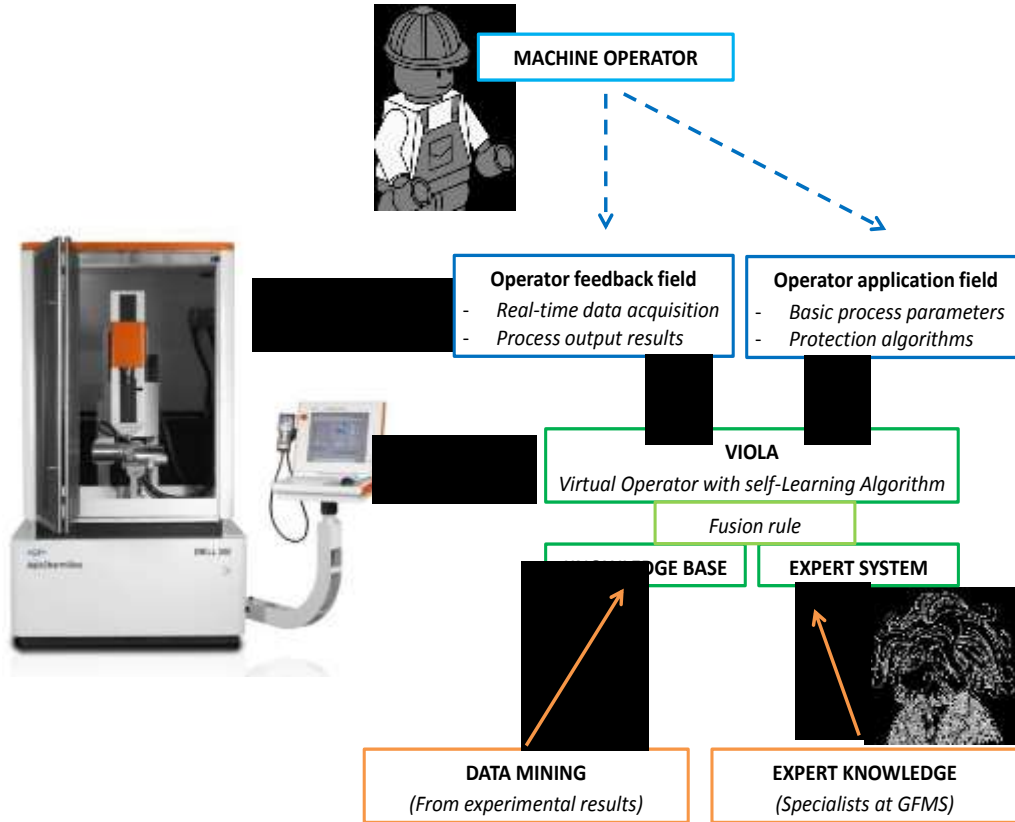 MACHINE OPERATOR
Operator feedback field
- Real-time data acquisition
- Process output results
Operator application field
- Basic process parameters
- Protection algorithms
VIOLA
Virtual Operator with self-Learning Algorithm
Fusion rule
BASE
EXPERT SYSTEM
DATA MINING
(From experimental results)
EXPERT KNOWLEDGE
(Specialists at GFMS)